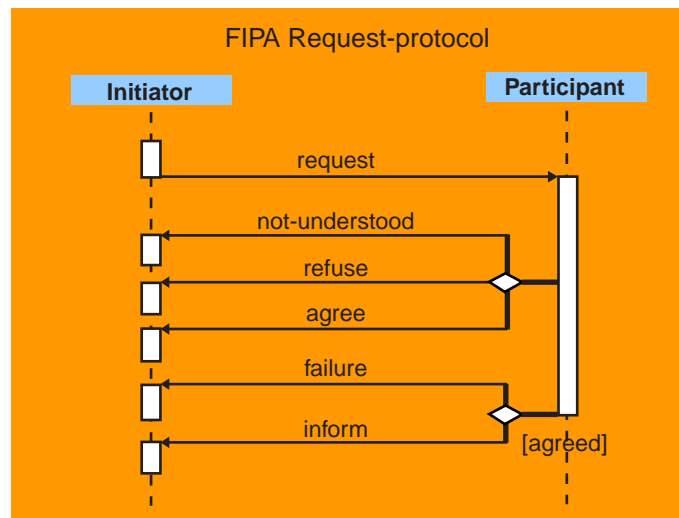 FIPA Request-protocol
Initiator
Participant
request
not-understood
refuse
agree
failure
inform
[agreed]